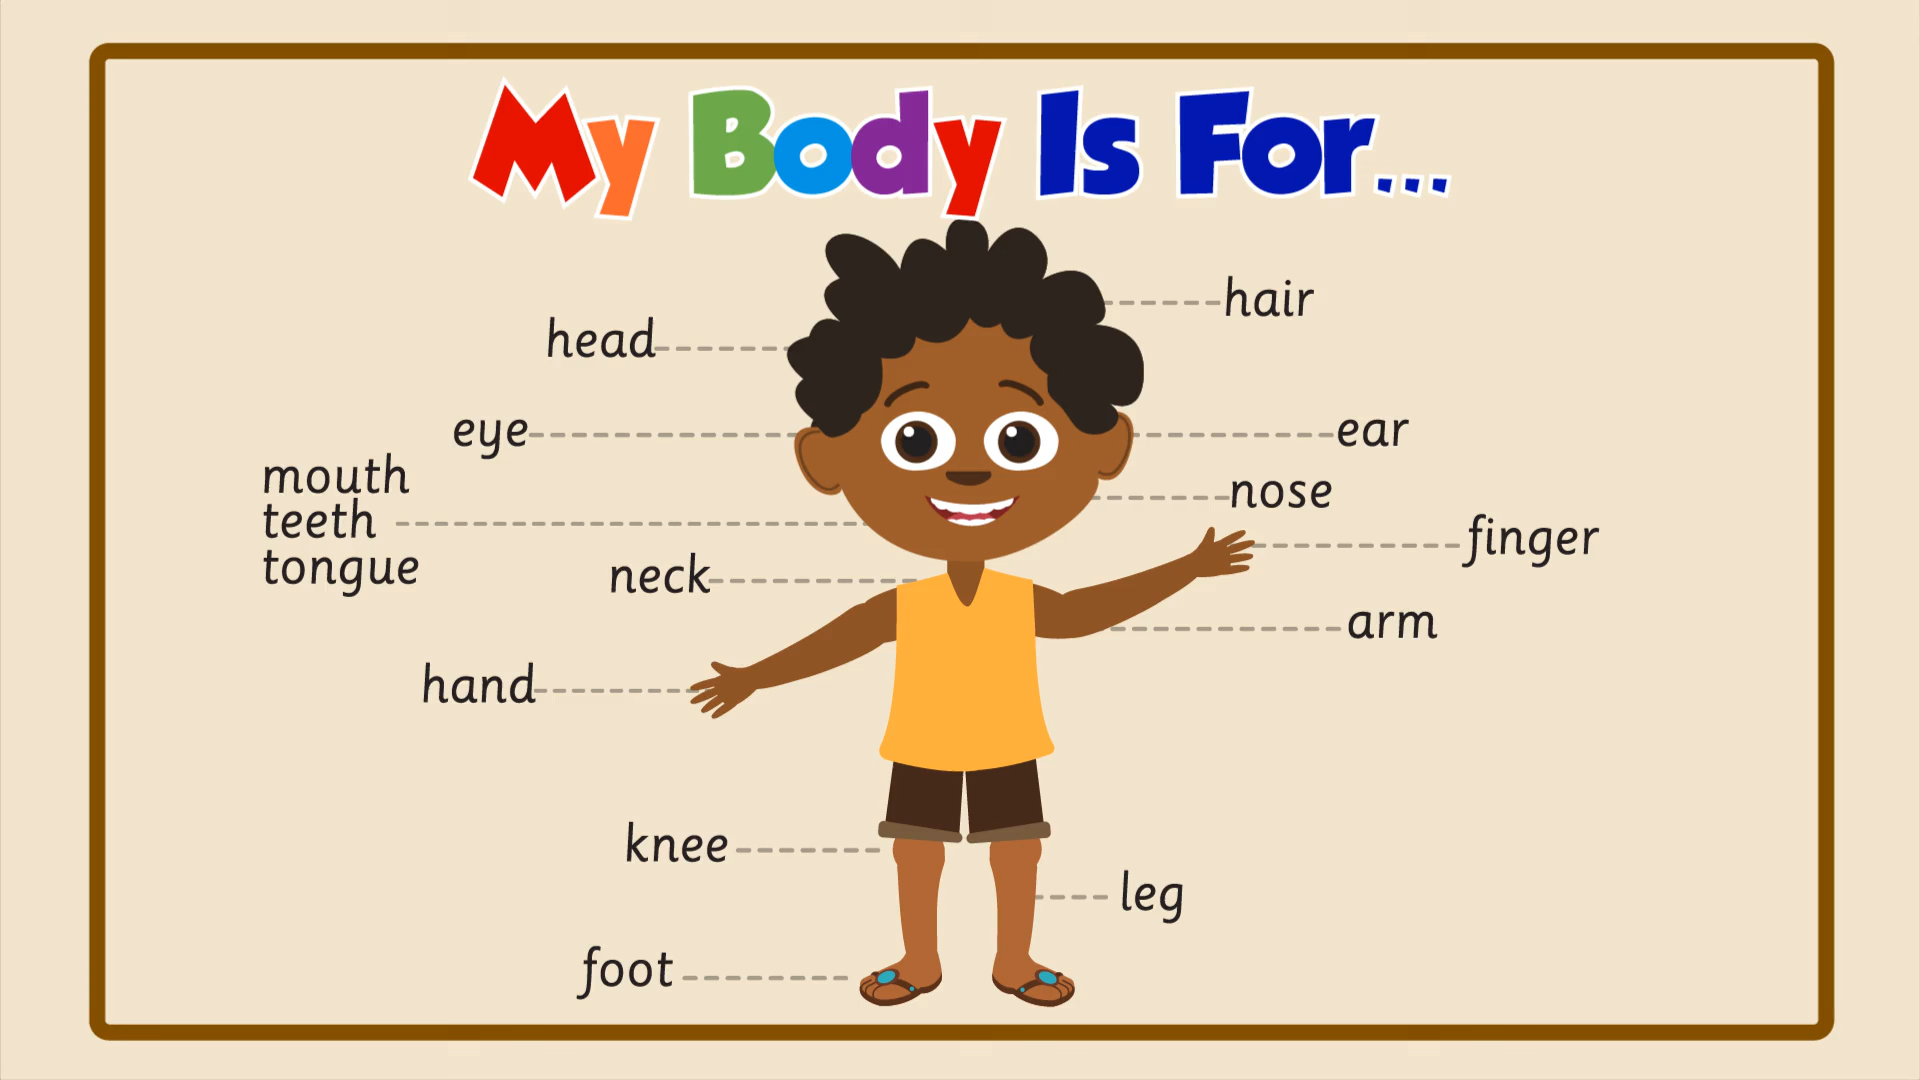 My Body Is For...
hair
head
eye
ear
mouth
teeth
tongue
nose
finger
neck
arm
hand
knee
leg
foot